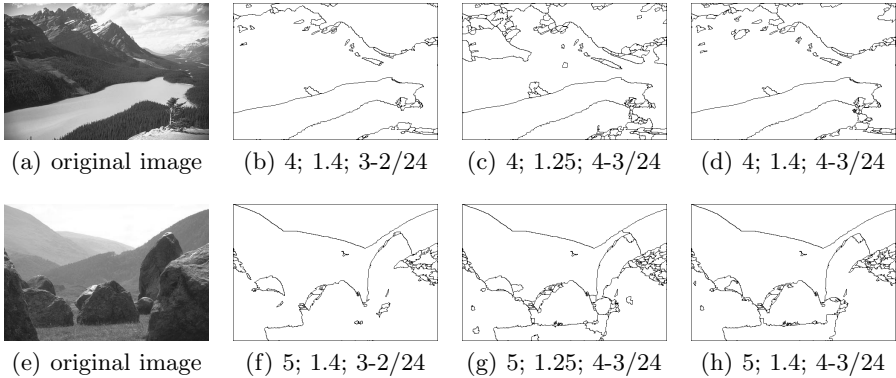 (a) original image
(b) 4; 1.4; 3-2/24
(c) 4; 1.25; 4-3/24
(d) 4; 1.4; 4-3/24
(e) original image
(f) 5; 1.4; 3-2/24
(g) 5; 1.25; 4-3/24
(h) 5; 1.4; 4-3/24